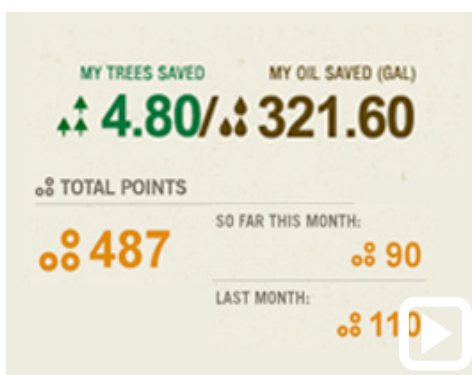 MY TREES SAVED MY OIL SAVED (GAL)
4.80/321.60
TOTAL POINTS
487
SO FAR THIS MONTH:
90
LAST MONTH:
110